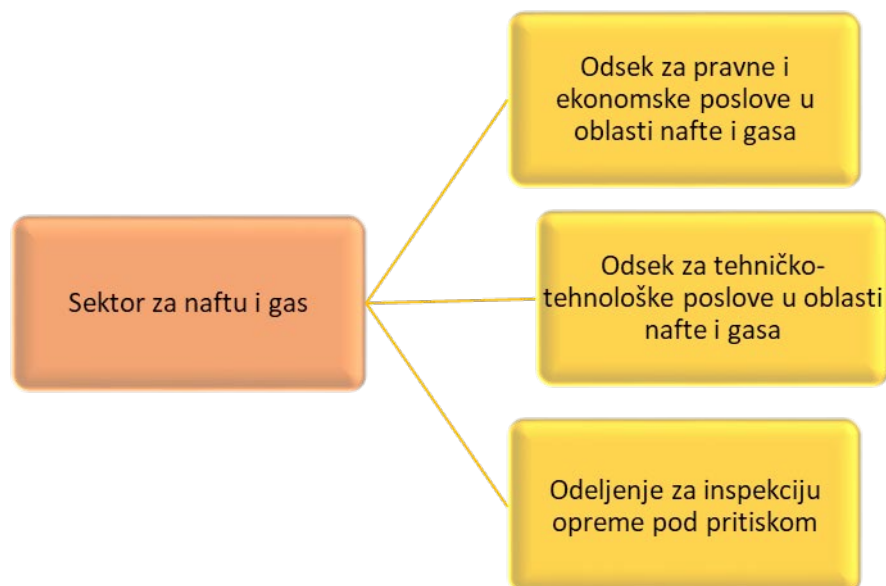 Odsek za pravne i
ekonomske poslove u
oblasti nafte i gasa
Sektor za naftu i gas
Odsek za tehničko-
tehnološke poslove u oblasti
nafte i gasa
Odeljenje za inspekciju
opreme pod pritiskom